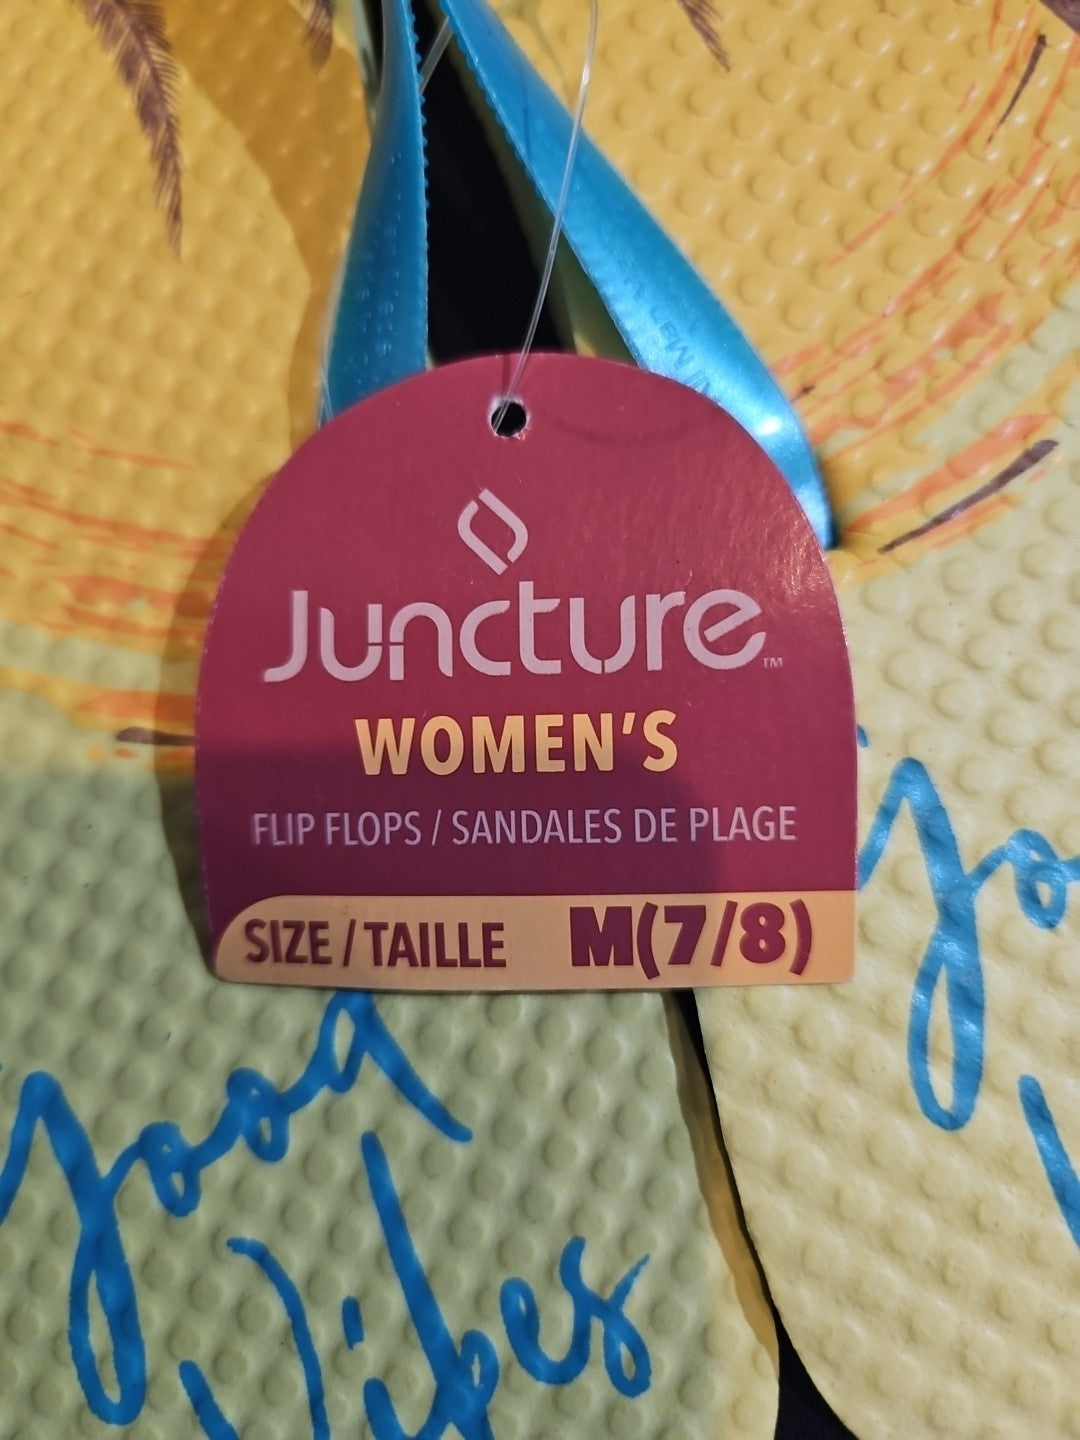 Juncture™
WOMEN'S
FLIP FLOPS / SANDALES DE PLAGE
SIZE / TAILLE M(7/8)
Good
Vibes